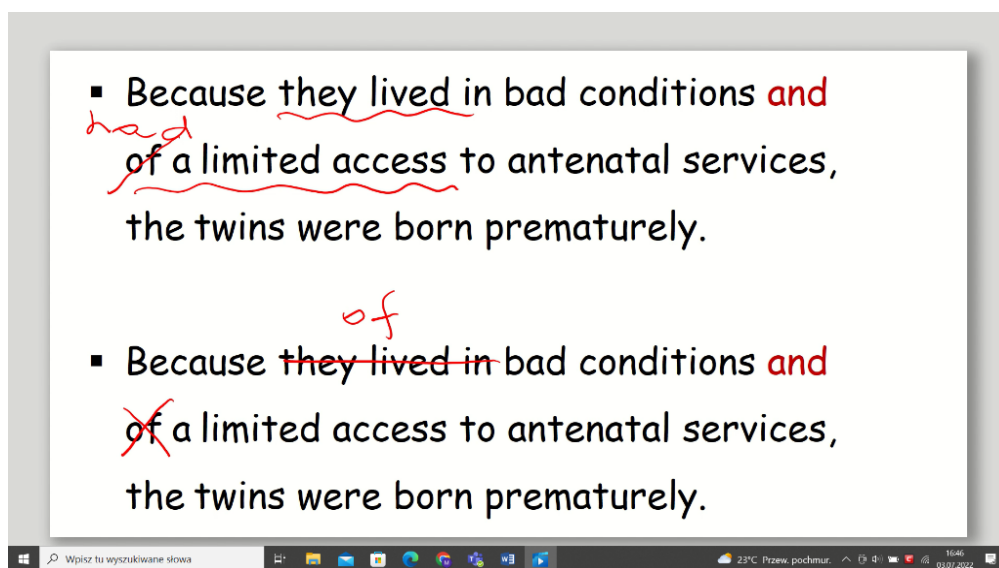 ▪ Because they lived in bad conditions and
had
of a limited access to antenatal services,
the twins were born prematurely.
of
▪ Because they lived in bad conditions and
of a limited access to antenatal services,
the twins were born prematurely.
Wpisz tu wyszukiwane słowa
23°C Przew. pochmur.
16:46
03.07.2022